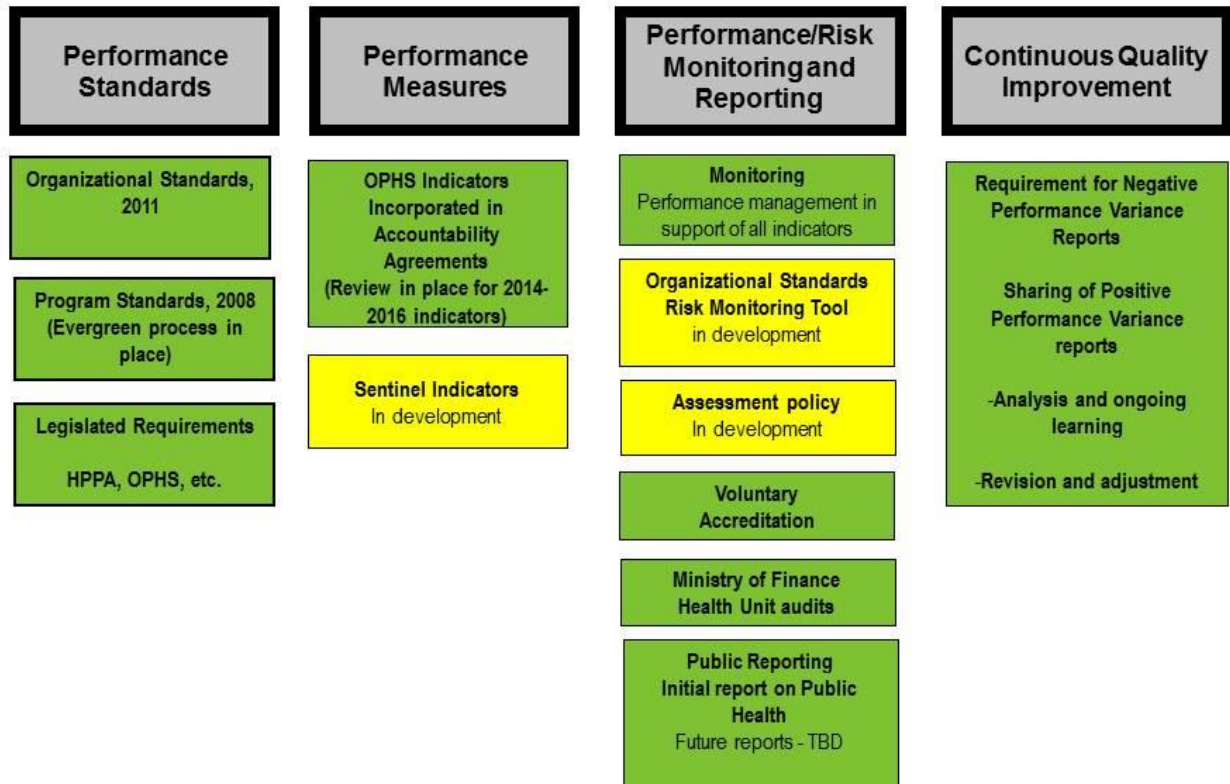 Performance
Standards
Organizational Standards,
2011
Program Standards, 2008
(Evergreen process in
place)
Legislated Requirements
HPPA, OPHS, etc.
Performance
Measures
OPHS Indicators
Incorporated in
Accountability
Agreements
(Review in place for 2014-
2016 indicators)
Sentinel Indicators
In development
Performance/Risk
Monitoring and
Reporting
Monitoring
Performance management in
support of all indicators
Organizational Standards
Risk Monitoring Tool
in development
Assessment policy
In development
Voluntary
Accreditation
Ministry of Finance
Health Unit audits
Public Reporting
Initial report on Public
Health
Future reports - TBD
Continuous Quality
Improvement
Requirement for Negative
Performance Variance
Reports
Sharing of Positive
Performance Variance
reports
-Analysis and ongoing
learning
-Revision and adjustment